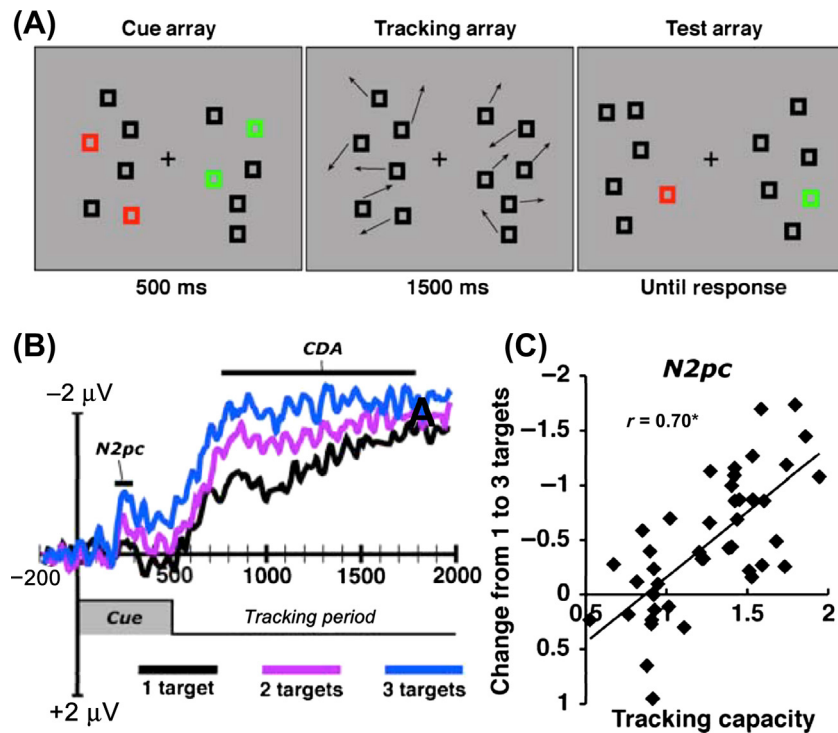 (A)
Cue array
Tracking array
Test array
500 ms
1500 ms
Until response
(B)
CDA
−2 μV
N2pc
A
−200
500
1000
1500
2000
Cue
Tracking period
1 target
2 targets
3 targets
+2 μV
(C)
N2pc
Change from 1 to 3 targets
−2
−1.5
−1
−0.5
0
0.5
1
r = 0.70*
0.5
1
1.5
2
Tracking capacity